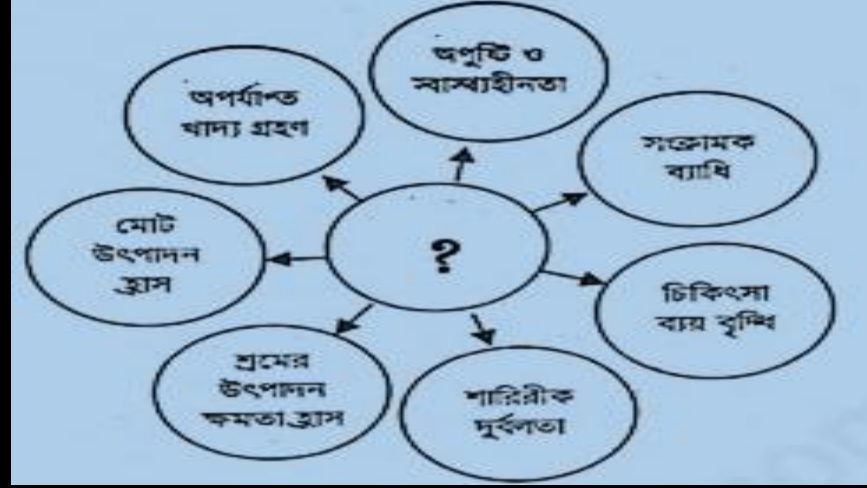 অপুষ্টি ও
স্বাস্থ্যহীনতা
অপর্যাপ্ত
খাদ্য গ্রহণ
সংক্রামক
ব্যাধি
মোট
উৎপাদন
হ্রাস
?
চিকিৎসা
ব্যয় বৃদ্ধি
শ্রমের
উৎপাদন
ক্ষমতা হ্রাস
শারিরীক
দুর্বলতা